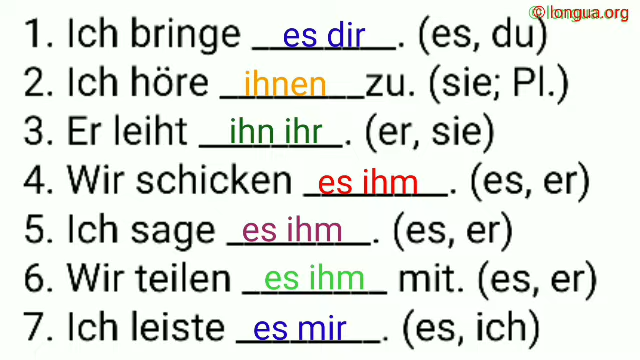 © longua.org
1. Ich bringe es dir. (es, du)
2. Ich höre ihnen zu. (sie; Pl.)
3. Er leiht ihn ihr. (er, sie)
4. Wir schicken es ihm. (es, er)
5. Ich sage es ihm. (es, er)
6. Wir teilen es ihm mit. (es, er)
7. Ich leiste es mir. (es, ich)